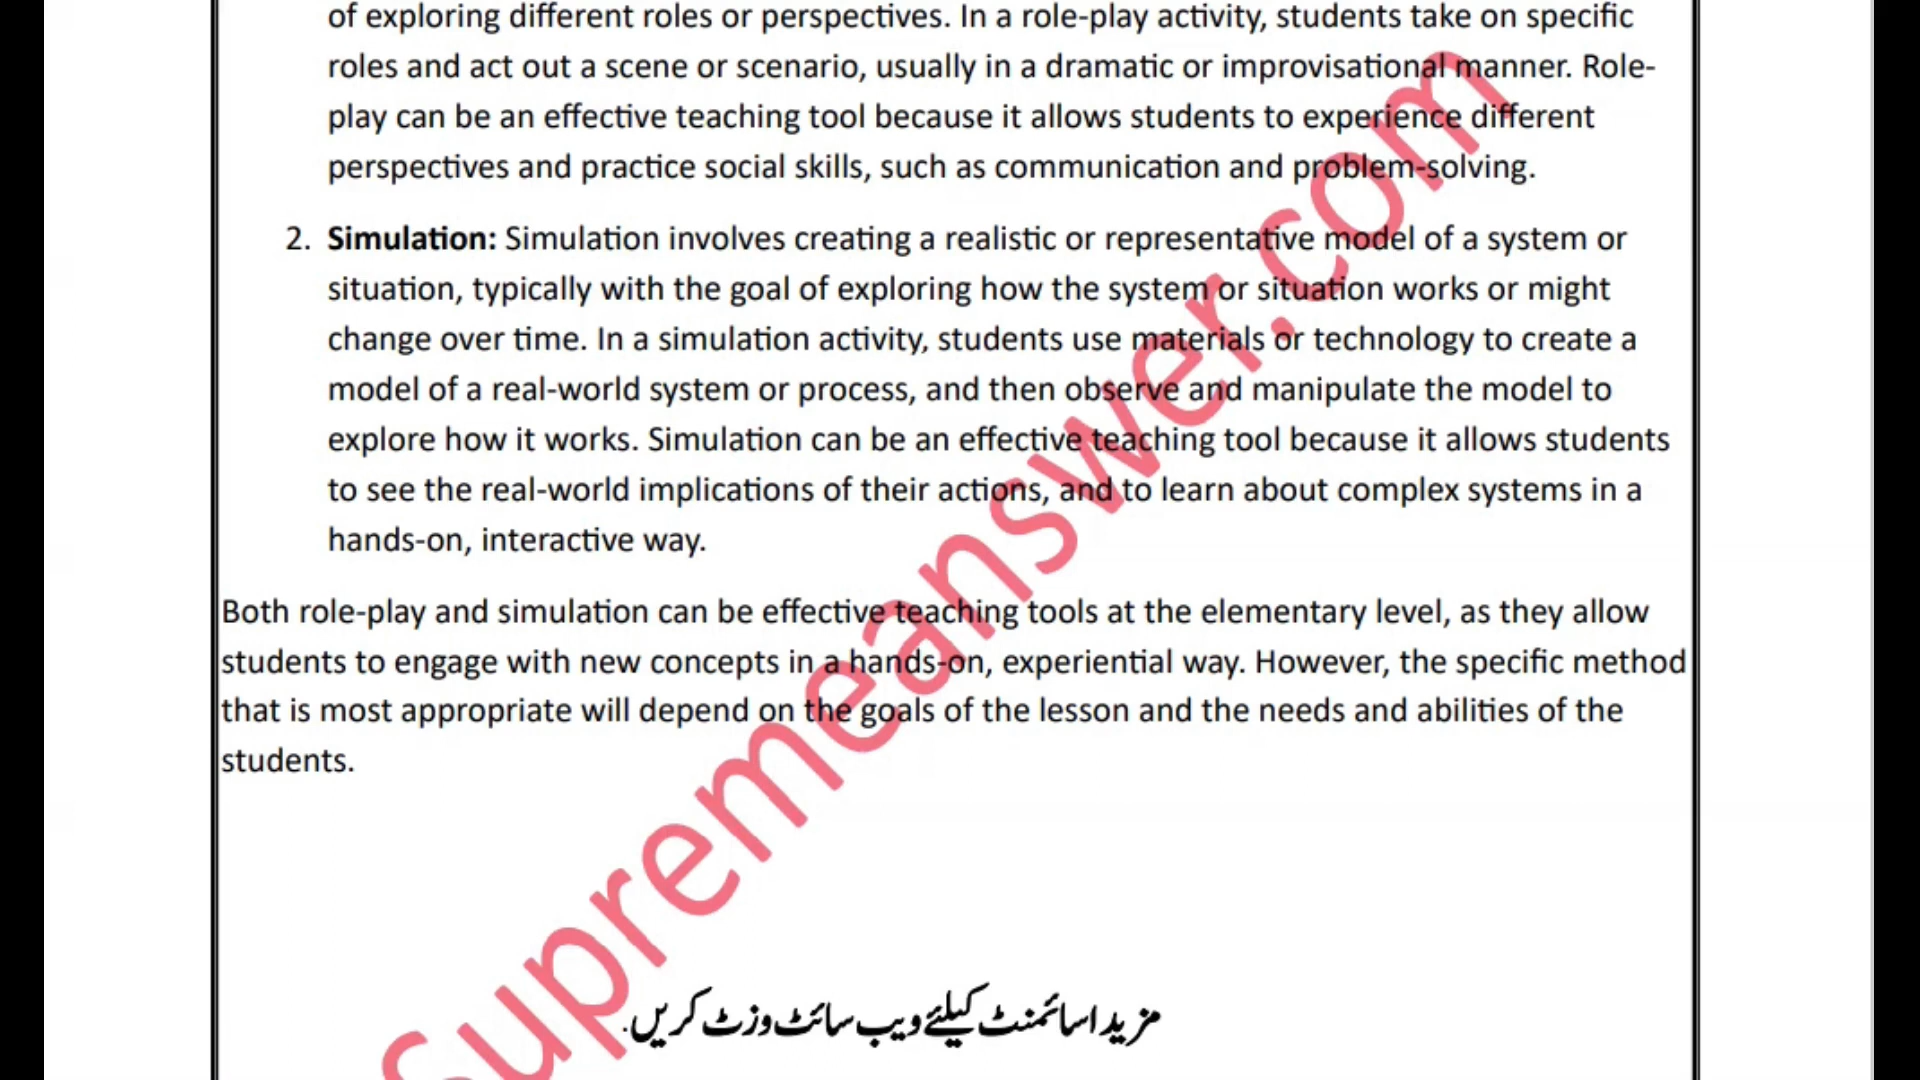 of exploring different roles or perspectives. In a role-play activity, students take on specific
roles and act out a scene or scenario, usually in a dramatic or improvisational manner. Role-
play can be an effective teaching tool because it allows students to experience different
perspectives and practice social skills, such as communication and problem-solving.
2. Simulation: Simulation involves creating a realistic or representative model of a system or
situation, typically with the goal of exploring how the system or situation works or might
change over time. In a simulation activity, students use materials or technology to create a
model of a real-world system or process, and then observe and manipulate the model to
explore how it works. Simulation can be an effective teaching tool because it allows students
to see the real-world implications of their actions, and to learn about complex systems in a
hands-on, interactive way.
Both role-play and simulation can be effective teaching tools at the elementary level, as they allow
students to engage with new concepts in a hands-on, experiential way. However, the specific method
that is most appropriate will depend on the goals of the lesson and the needs and abilities of the
students.
مزید اسائمنٹ کیلئے ویب سائٹ وزٹ کریں.
Supremeanswer.com